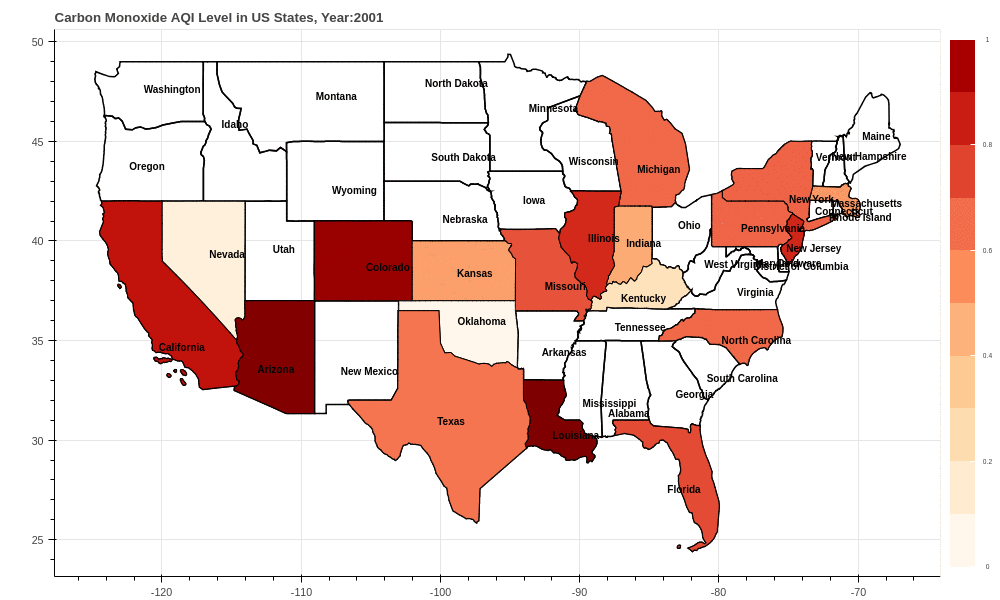 Carbon Monoxide AQI Level in US States, Year:2001
50
45
40
35
30
25
-120
-110
-100
-90
-80
-70
1
0.8
0.6
0.4
0.2
0
Washington
Montana
North Dakota
Minnesota
Idaho
Maine
Oregon
South Dakota
Wisconsin
Michigan
Vermont
New Hampshire
Wyoming
Iowa
New York
Massachusetts
Nebraska
Connecticut
Rhode Island
Ohio
Pennsylvania
Nevada
Utah
Illinois
Indiana
New Jersey
Colorado
Kansas
West Virginia
Maryland
Delaware
District of Columbia
Missouri
Kentucky
Virginia
Oklahoma
Tennessee
California
North Carolina
Arizona
New Mexico
Arkansas
South Carolina
Georgia
Mississippi
Alabama
Texas
Louisiana
Florida